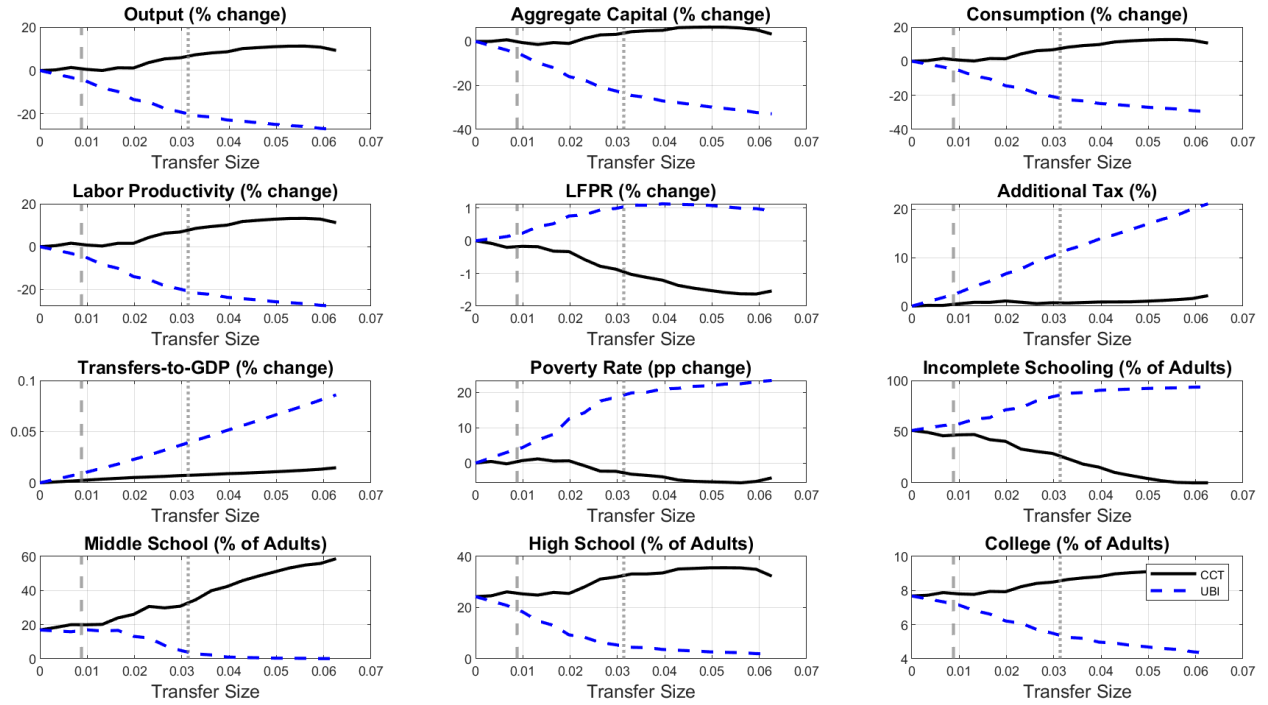 Output (% change)
20
0
-20
0 0.01 0.02 0.03 0.04 0.05 0.06 0.07
Transfer Size
Aggregate Capital (% change)
0
-20
-40
0 0.01 0.02 0.03 0.04 0.05 0.06 0.07
Transfer Size
Consumption (% change)
20
0
-20
-40
0 0.01 0.02 0.03 0.04 0.05 0.06 0.07
Transfer Size
Labor Productivity (% change)
20
0
-20
0 0.01 0.02 0.03 0.04 0.05 0.06 0.07
Transfer Size
LFPR (% change)
1
0
-1
-2
0 0.01 0.02 0.03 0.04 0.05 0.06 0.07
Transfer Size
Additional Tax (%)
20
10
0
0 0.01 0.02 0.03 0.04 0.05 0.06 0.07
Transfer Size
Transfers-to-GDP (% change)
0.1
0.05
0
0 0.01 0.02 0.03 0.04 0.05 0.06 0.07
Transfer Size
Poverty Rate (pp change)
20
10
0
0 0.01 0.02 0.03 0.04 0.05 0.06 0.07
Transfer Size
Incomplete Schooling (% of Adults)
100
50
0
0 0.01 0.02 0.03 0.04 0.05 0.06 0.07
Transfer Size
Middle School (% of Adults)
60
40
20
0
0 0.01 0.02 0.03 0.04 0.05 0.06 0.07
Transfer Size
High School (% of Adults)
40
20
0
0 0.01 0.02 0.03 0.04 0.05 0.06 0.07
Transfer Size
College (% of Adults)
10
8
6
4
0 0.01 0.02 0.03 0.04 0.05 0.06 0.07
Transfer Size
CCT
UBI